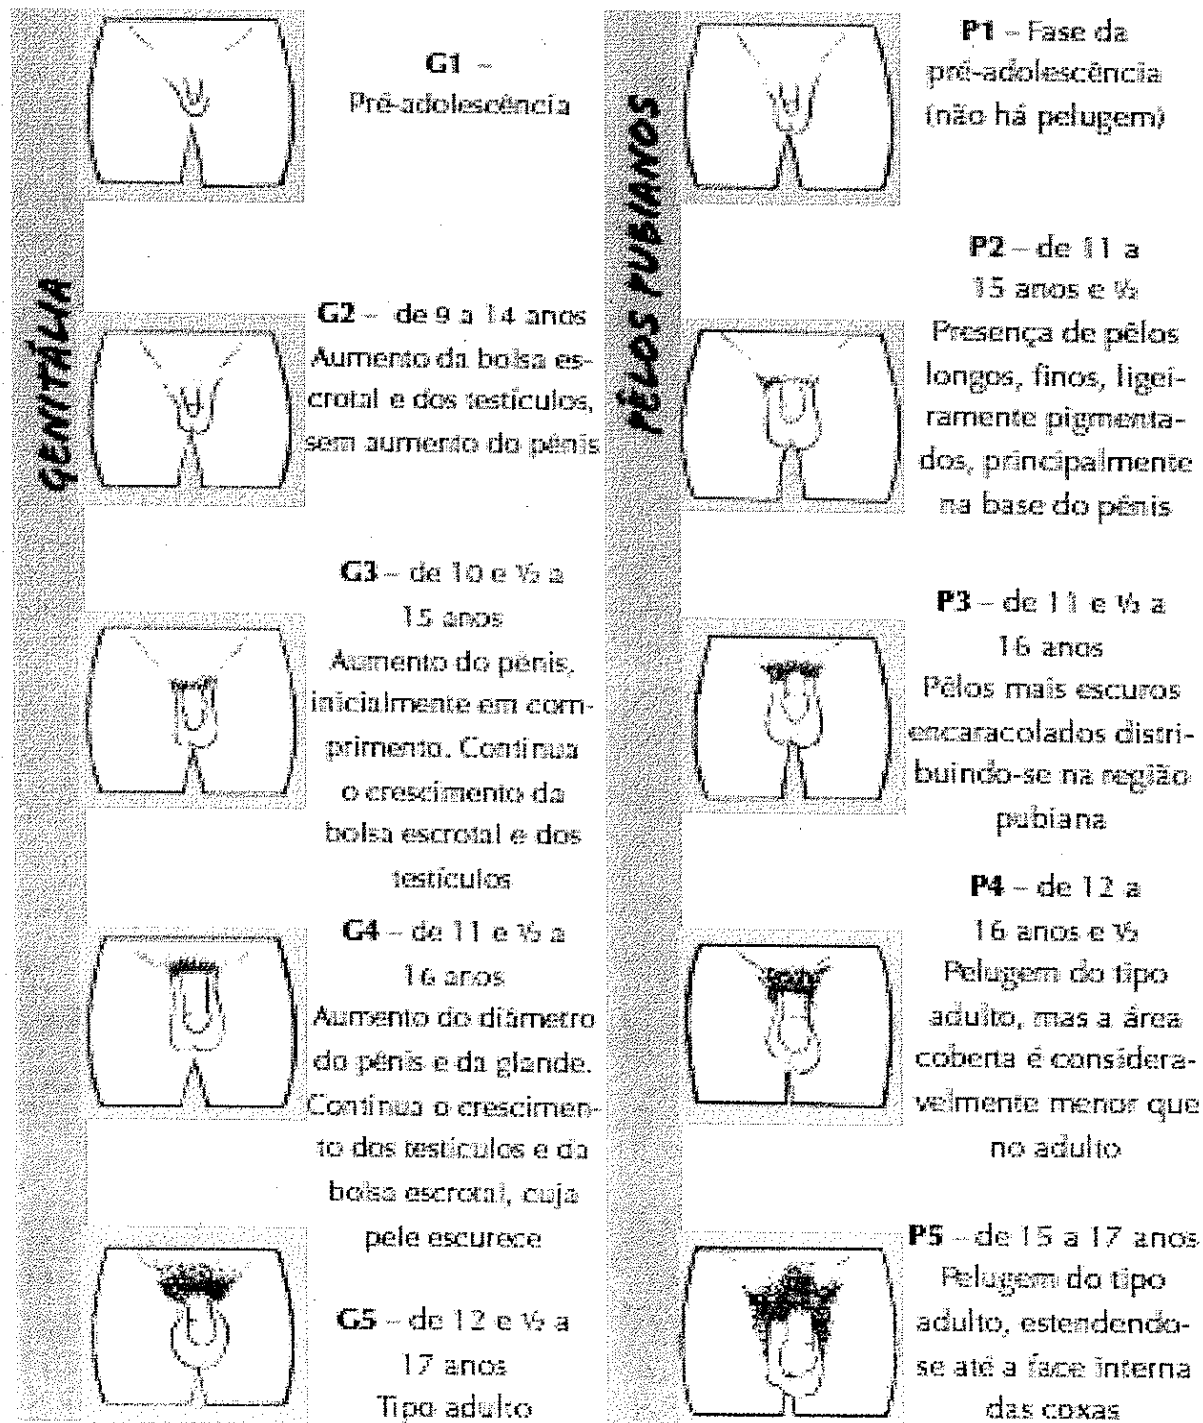 GENITÁLIA
G1 –
Pré-adolescência
G2 – de 9 a 14 anos
Aumento da bolsa es-
crotal e dos testículos,
sem aumento do pênis
G3 – de 10 e ½ a
15 anos
Aumento do pênis,
inicialmente em com-
primento. Continua
o crescimento da
bolsa escrotal e dos
testículos
G4 – de 11 e ½ a
16 anos
Aumento do diâmetro
do pênis e da glande.
Continua o crescimen-
to dos testículos e da
bolsa escrotal, cuja
pele escurece
G5 – de 12 e ½ a
17 anos
Tipo adulto
PÊLOS PUBIANOS
P1 – Fase da
pré-adolescência
(não há pelugem)
P2 – de 11 a
15 anos e ½
Presença de pêlos
longos, finos, ligei-
ramente pigmenta-
dos, principalmente
na base do pênis
P3 – de 11 e ½ a
16 anos
Pêlos mais escuros
encaracolados distri-
buindo-se na região
pubiana
P4 – de 12 a
16 anos e ½
Pelugem do tipo
adulto, mas a área
coberta é considera-
velmente menor que
no adulto
P5 – de 15 a 17 anos
Pelugem do tipo
adulto, estendendo-
se até a face interna
das coxas